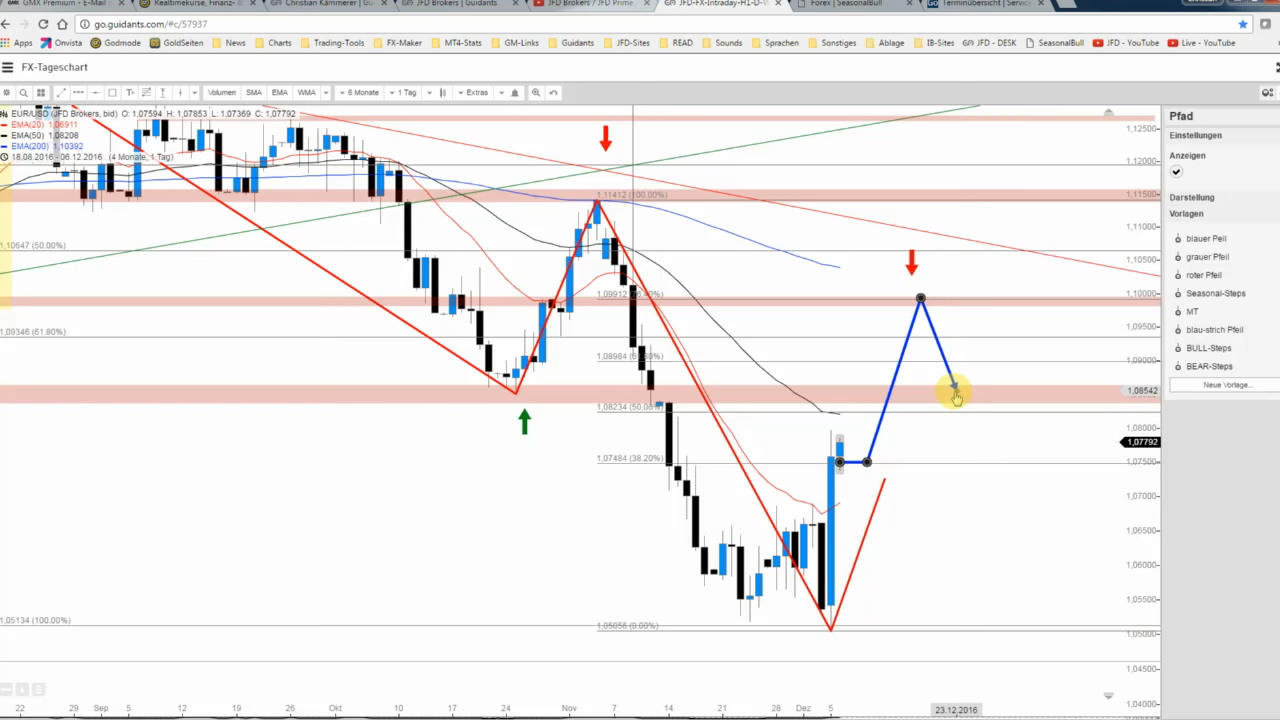 GMX Premium - E-Mail
Realtimekurse, Finanz-
Christian Kämmerer | Gu
JFD Brokers | Guidants
JFD Brokers // JFD Prime
JFD-FX-Intraday-H1-D-W
Forex | SeasonalBull
Terminübersicht | Service
go.guidants.com/#c/57937
Apps
Onvista
Godmode
GoldSeiten
News
Charts
Trading-Tools
FX-Maker
MT4-Stats
GM-Links
Guidants
JFD-Sites
READ
Sounds
Sprachen
Sonstiges
Ablage
IB-Sites
JFD - DESK
SeasonalBull
JFD - YouTube
Live - YouTube
FX-Tageschart
Volumen
SMA
EMA
WMA
6 Monate
1 Tag
Extras
EUR/USD (JFD Brokers, bid) O: 1,07594 H: 1,07853 L: 1,07369 C: 1,07792
EMA(20) 1,06911
EMA(50) 1,08208
EMA(200) 1,10392
18.08.2016 - 06.12.2016 (4 Monate, 1 Tag)
1,11412 (100.00%)
1,10647 (50.00%)
1,09346 (61.80%)
1,08234 (50.00%)
1,07484 (38.20%)
1,05134 (100.00%)
1,05056 (0.00%)
1,12500
1,12000
1,11500
1,11000
1,10500
1,10000
1,09500
1,09000
1,08542
1,08000
1,07792
1,07500
1,07000
1,06500
1,06000
1,05500
1,05000
1,04500
1,04000
22
29
Sep
5
12
19
26
Okt
10
17
24
Nov
7
14
21
28
Dez
5
23.12.2016
Pfad
Einstellungen
Anzeigen
Darstellung
Vorlagen
blauer Peil
grauer Pfeil
roter Pfeil
Seasonal-Steps
MT
blau-strich Pfeil
BULL-Steps
BEAR-Steps
Neue Vorlage...